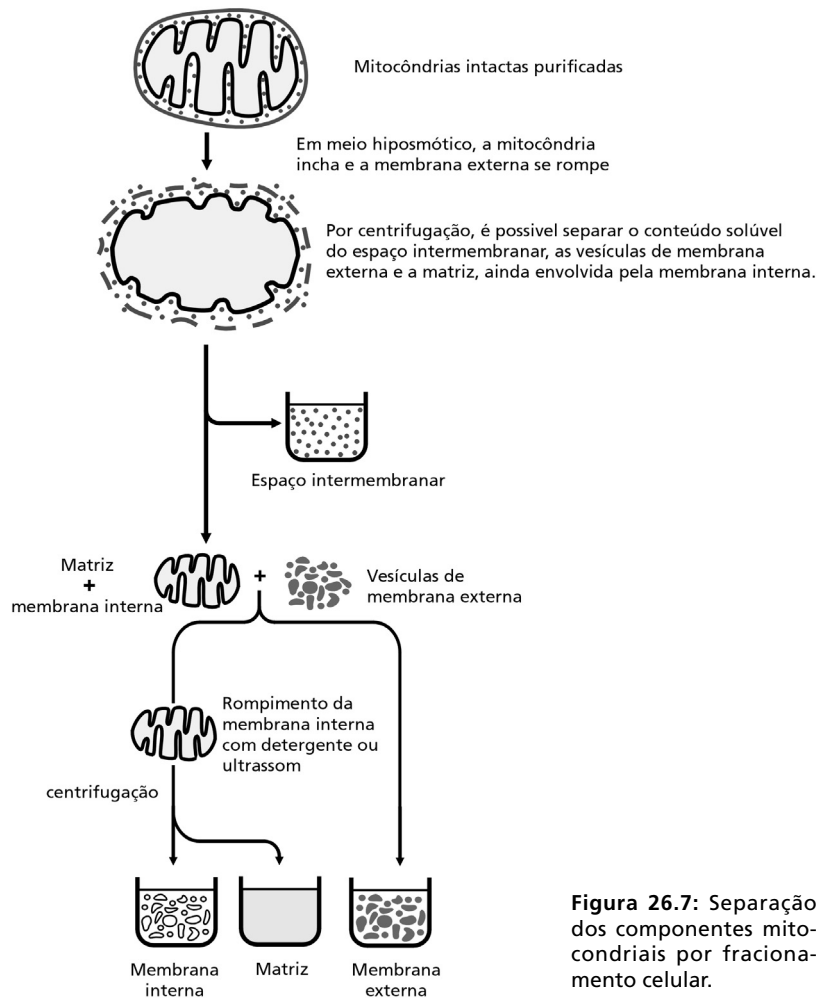 Mitocôndrias intactas purificadas
Em meio hiposmótico, a mitocôndria
incha e a membrana externa se rompe
Por centrifugação, é possivel separar o conteúdo solúvel
do espaço intermembranar, as vesículas de membrana
externa e a matriz, ainda envolvida pela membrana interna.
Espaço intermembranar
Matriz
+
membrana interna
+
Vesículas de
membrana externa
Rompimento da
membrana interna
com detergente ou
ultrassom
centrifugação
Membrana
interna
Matriz
Membrana
externa
Figura 26.7: Separação
dos componentes mito-
condriais por fraciona-
mento celular.